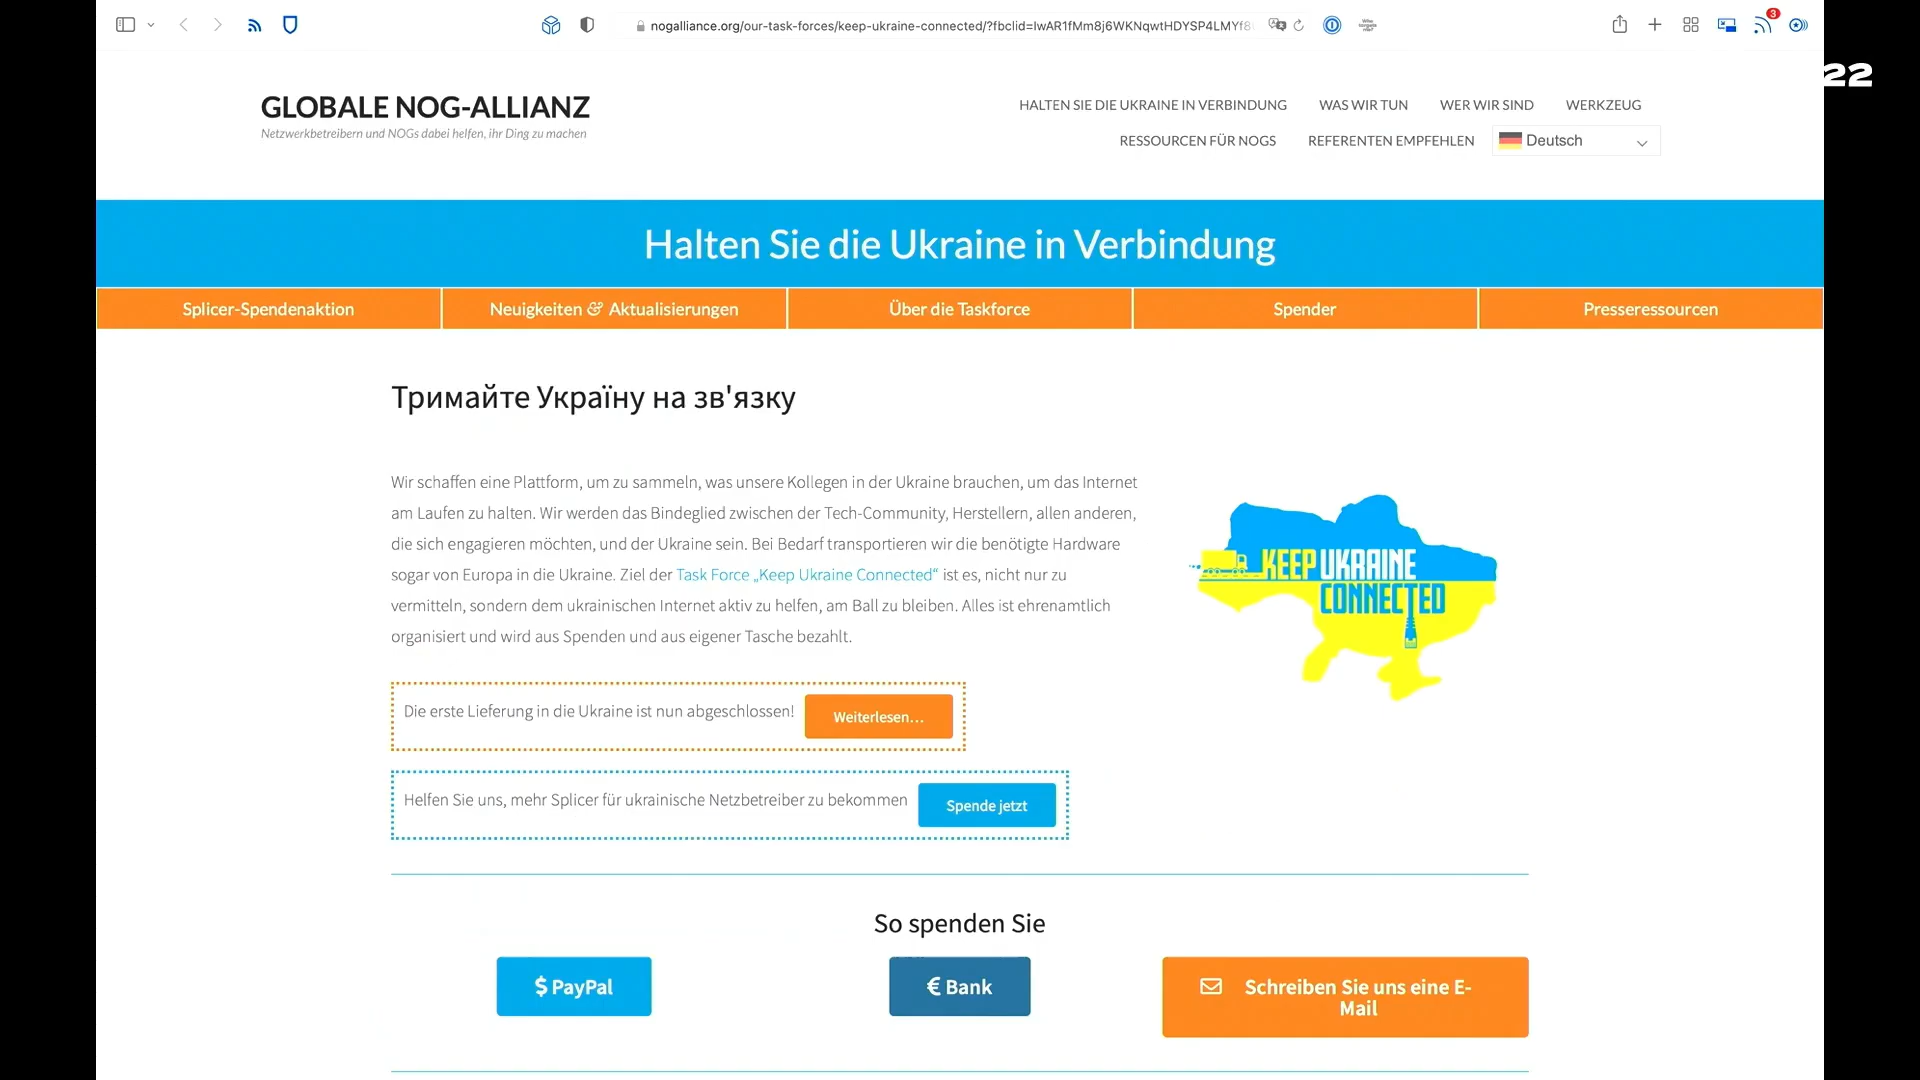 nogalliance.org/our-task-forces/keep-ukraine-connected/?fbclid=IwAR1fMm8j6WKNqwtHDYSP4LMYf8
3
22
GLOBALE NOG-ALLIANZ
Netzwerkbetreibern und NOGs dabei helfen, ihr Ding zu machen
HALTEN SIE DIE UKRAINE IN VERBINDUNG WAS WIR TUN WER WIR SIND WERKZEUG
RESSOURCEN FÜR NOGS REFERENTEN EMPFEHLEN Deutsch
Halten Sie die Ukraine in Verbindung
Splicer-Spendenaktion Neuigkeiten & Aktualisierungen Über die Taskforce Spender Presseressourcen
Тримайте Україну на зв'язку
Wir schaffen eine Plattform, um zu sammeln, was unsere Kollegen in der Ukraine brauchen, um das Internet
am Laufen zu halten. Wir werden das Bindeglied zwischen der Tech-Community, Herstellern, allen anderen,
die sich engagieren möchten, und der Ukraine sein. Bei Bedarf transportieren wir die benötigte Hardware
sogar von Europa in die Ukraine. Ziel der Task Force „Keep Ukraine Connected“ ist es, nicht nur zu
vermitteln, sondern dem ukrainischen Internet aktiv zu helfen, am Ball zu bleiben. Alles ist ehrenamtlich
organisiert und wird aus Spenden und aus eigener Tasche bezahlt.
KEEP UKRAINE
CONNECTED
Die erste Lieferung in die Ukraine ist nun abgeschlossen! Weiterlesen...
Helfen Sie uns, mehr Splicer für ukrainische Netzbetreiber zu bekommen Spende jetzt
So spenden Sie
$ PayPal
€ Bank
Schreiben Sie uns eine E-
Mail